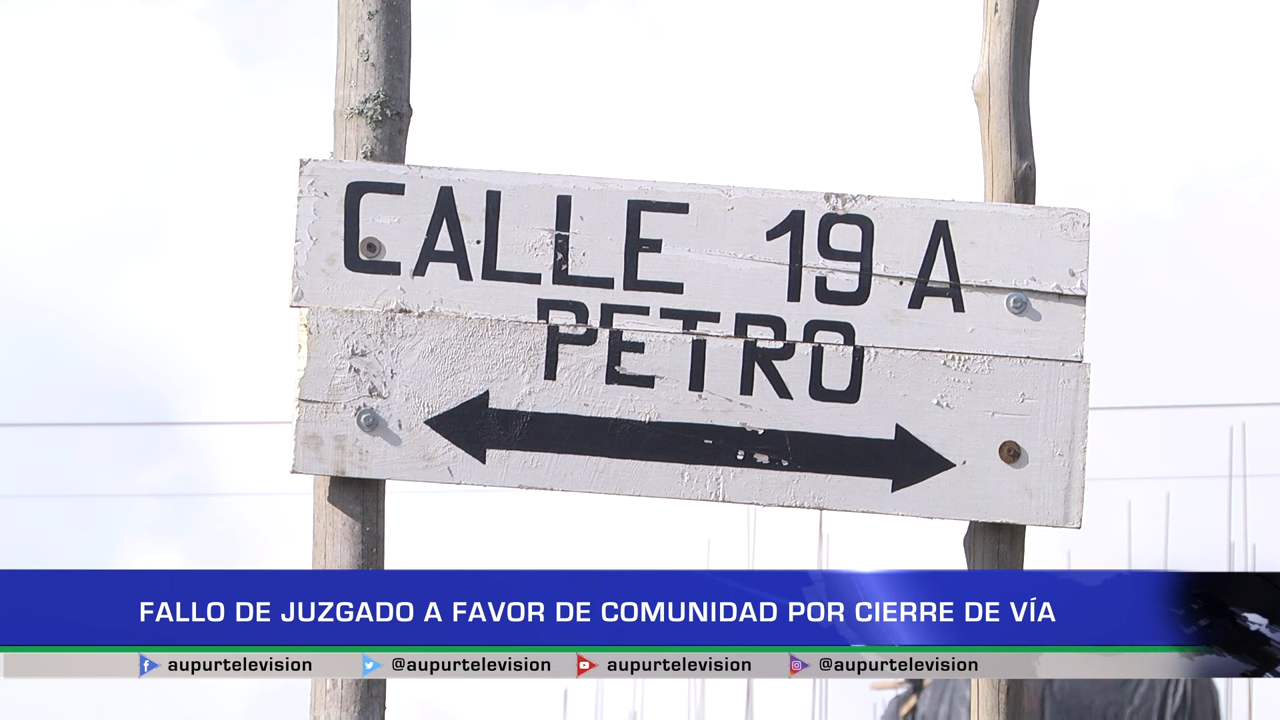 CALLE 19 A
PETRO
FALLO DE JUZGADO A FAVOR DE COMUNIDAD POR CIERRE DE VÍA
aupurtelevision @aupurtelevision aupurtelevision @aupurtelevision